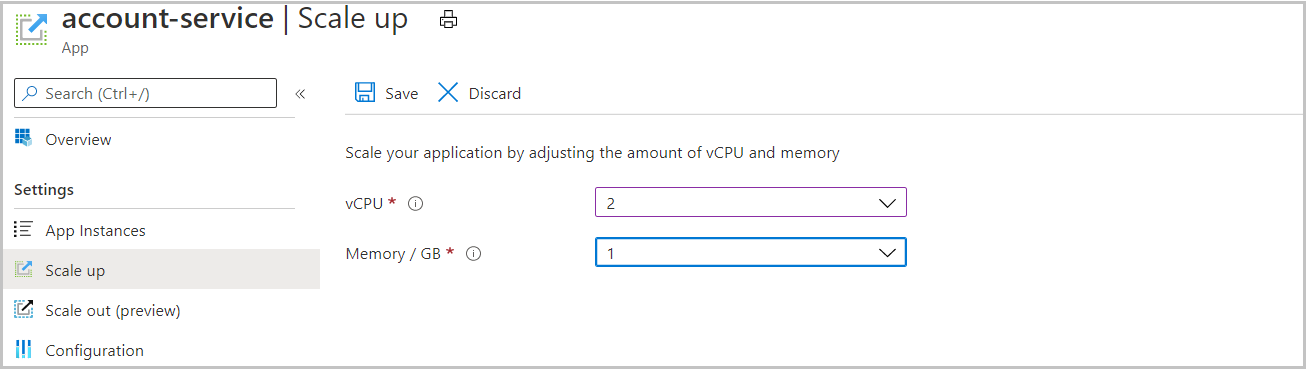 account-service | Scale up
App
Search (Ctrl+/)
«
Save
Discard
Overview
Scale your application by adjusting the amount of vCPU and memory
Settings
vCPU *
2
App Instances
Memory / GB *
1
Scale up
Scale out (preview)
Configuration